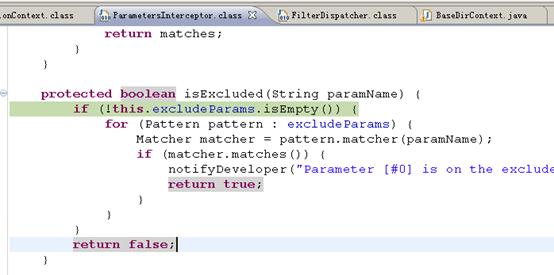 onContext.class ParametersInterceptor.class FilterDispatcher.class BaseDirContext.java
return matches;
}
}
protected boolean isExcluded(String paramName) {
if (!this.excludeParams.isEmpty()) {
for (Pattern pattern : excludeParams) {
Matcher matcher = pattern.matcher(paramName);
if (matcher.matches()) {
notifyDeveloper("Parameter [#0] is on the exclude
return true;
}
}
}
return false;
}